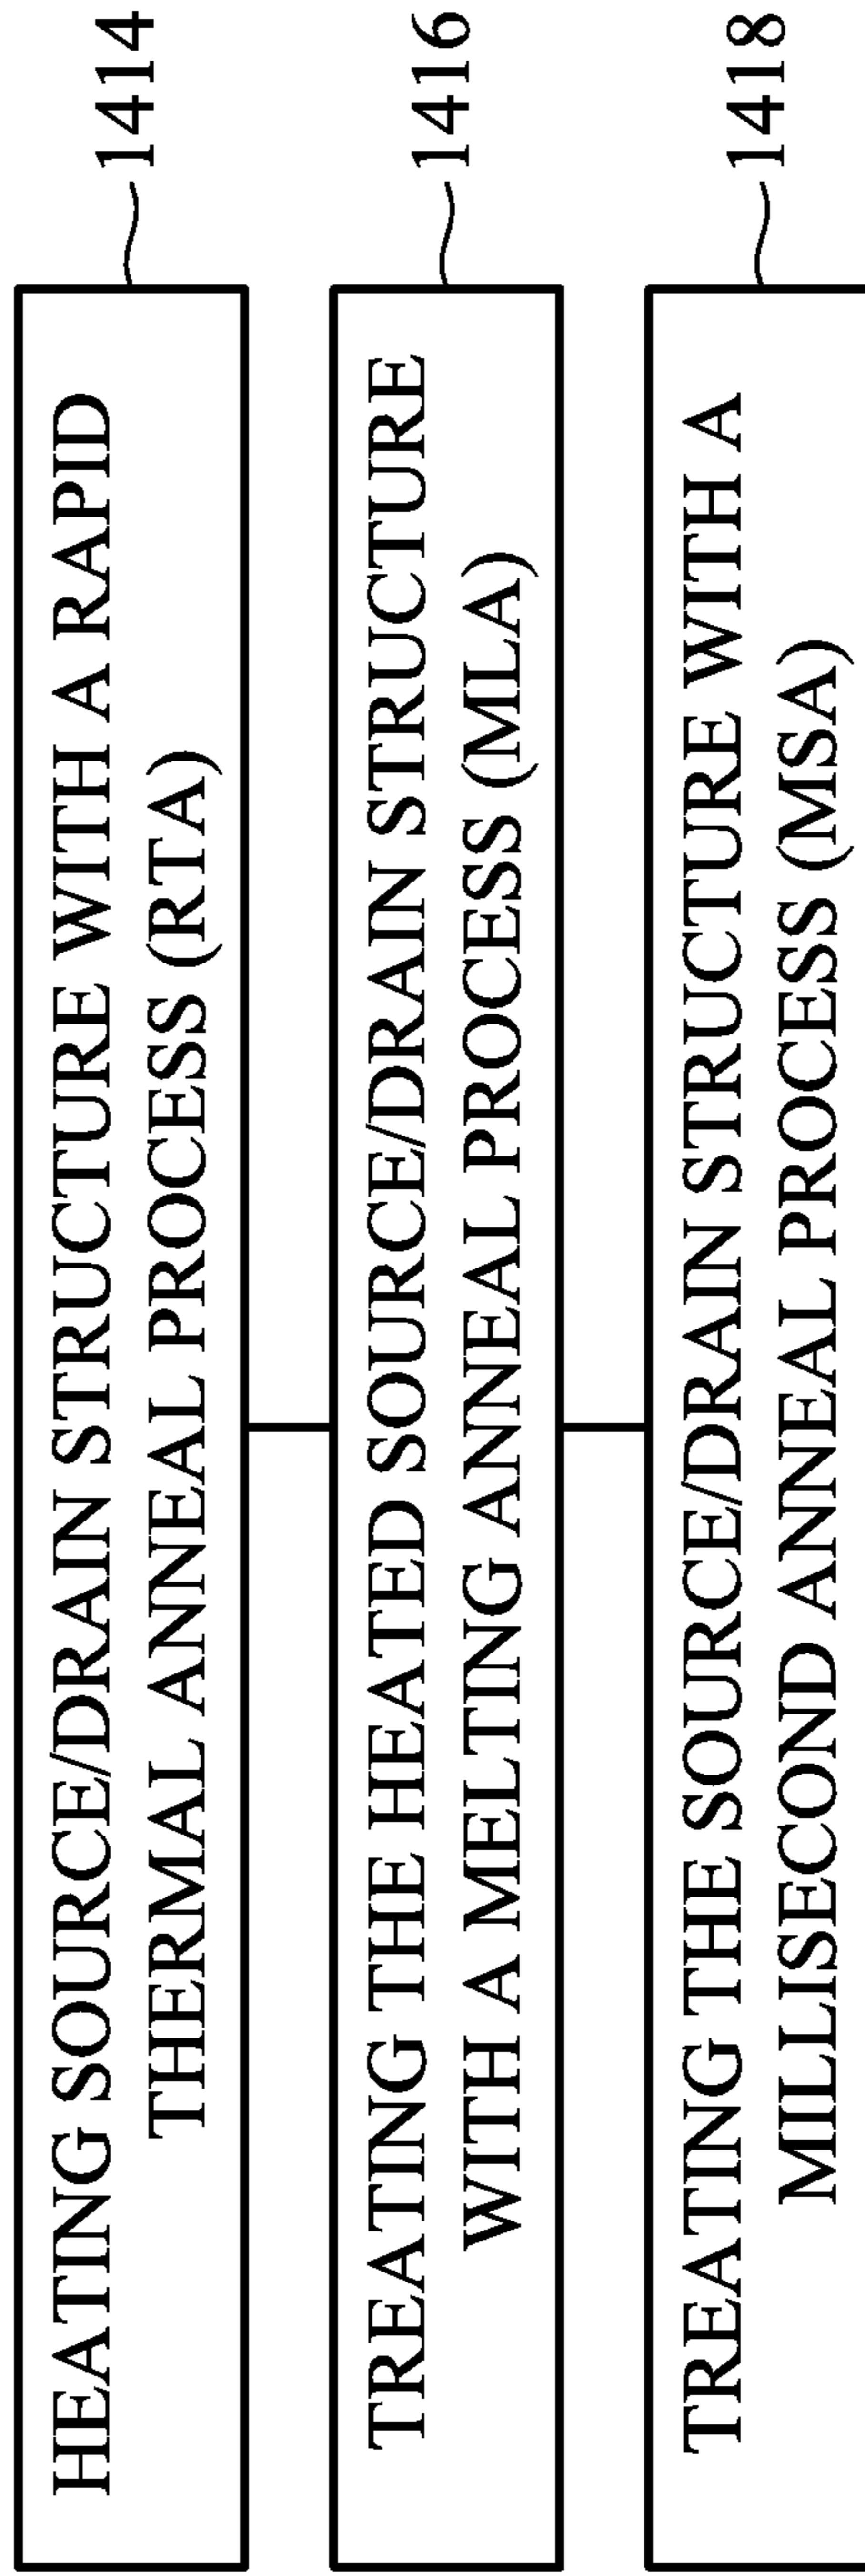 HEATING SOURCE/DRAIN STRUCTURE WITH A RAPID
THERMAL ANNEAL PROCESS (RTA)
1414
TREATING THE HEATED SOURCE/DRAIN STRUCTURE
WITH A MELTING ANNEAL PROCESS (MLA)
1416
TREATING THE SOURCE/DRAIN STRUCTURE WITH A
MILLISECOND ANNEAL PROCESS (MSA)
1418